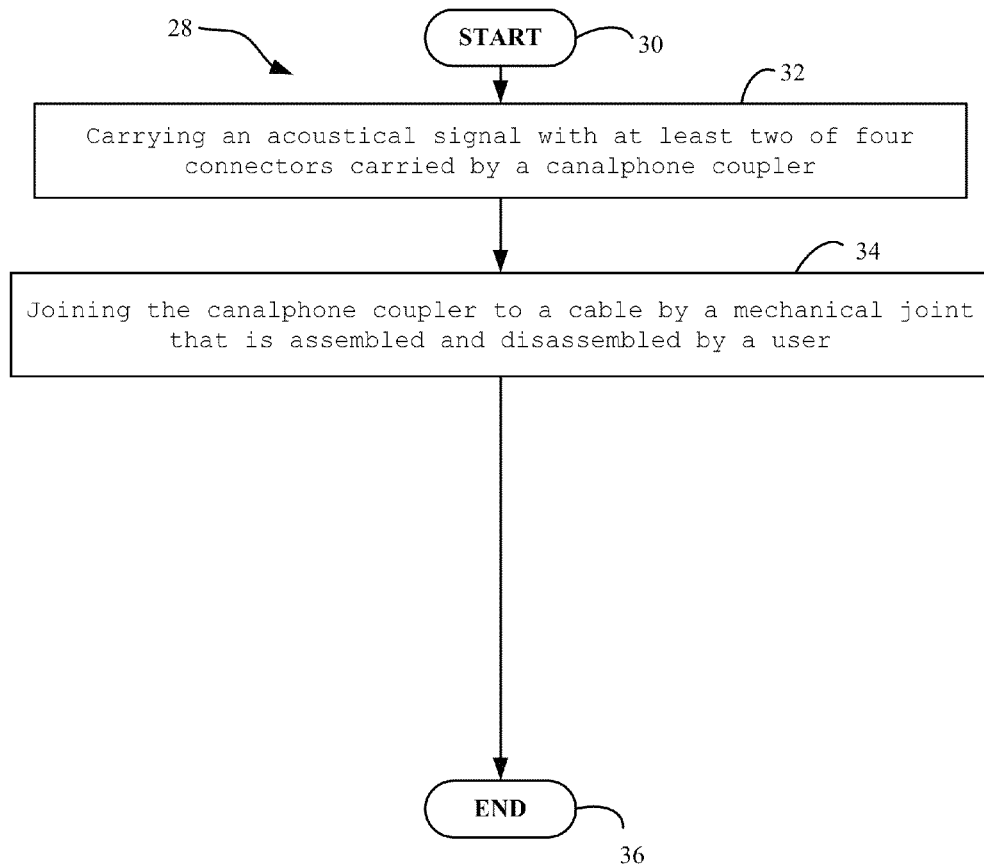 28
START
30
32
Carrying an acoustical signal with at least two of four
connectors carried by a canalphone coupler
34
Joining the canalphone coupler to a cable by a mechanical joint
that is assembled and disassembled by a user
END
36